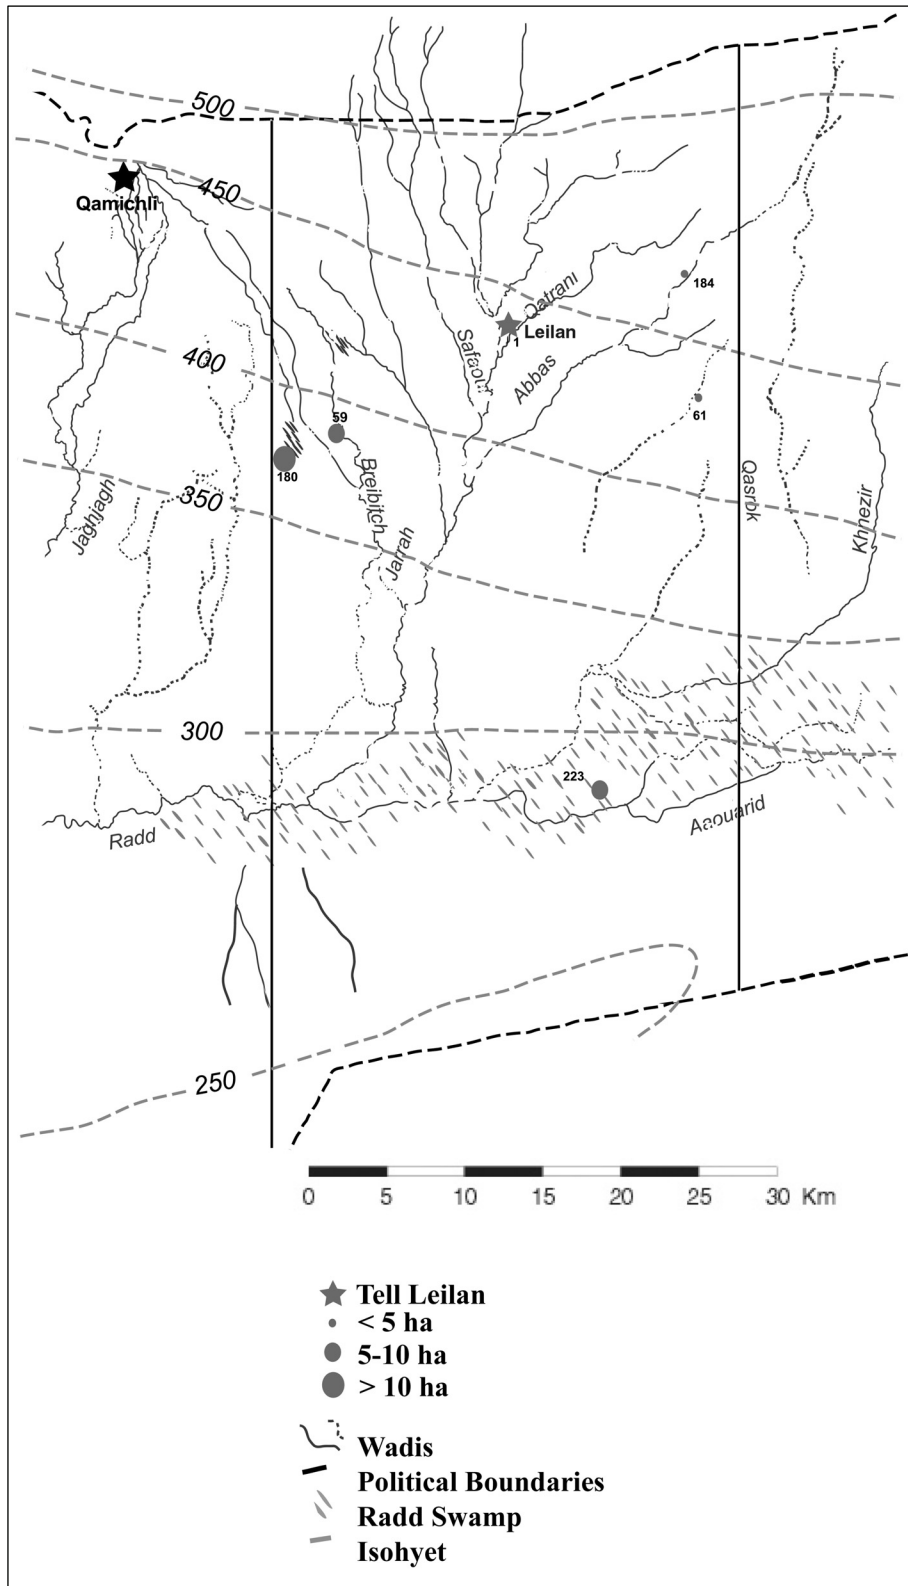 500
450
Qamichli
Qatrani
184
Leilan
1
Safaoui
Abbas
400
59
61
180
Breibitch
Qasrok
350
Jaghjagh
Jarrah
Khnezir
300
223
Radd
Aaouarid
250
0 5 10 15 20 25 30 Km
Tell Leilan
< 5 ha
5-10 ha
> 10 ha
Wadis
Political Boundaries
Radd Swamp
Isohyet